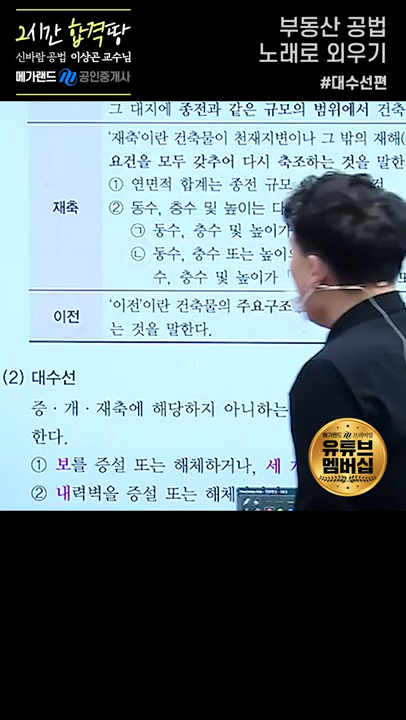 2시간 합격땅
신바람 공법 이상곤 교수님
메가랜드 공인중개사
부동산 공법
노래로 외우기
#대수선편
그 대지에 종전과 같은 규모의 범위에서 건축
재축
'재축'이란 건축물이 천재지변이나 그 밖의 재해(
요건을 모두 갖추어 다시 축조하는 것을 말한
① 연면적 합계는 종전 규모
② 동수, 층수 및 높이는 다
㉠ 동수, 층수 및 높이가
㉡ 동수, 층수 또는 높이
수, 층수 및 높이가 「
이전
'이전'이란 건축물의 주요구조
는 것을 말한다.
(2) 대수선
증·개·재축에 해당하지 아니하는
한다.
① 보를 증설 또는 해체하거나, 세
② 내력벽을 증설 또는 해체
메가랜드 프리미엄
유튜브
멤버십